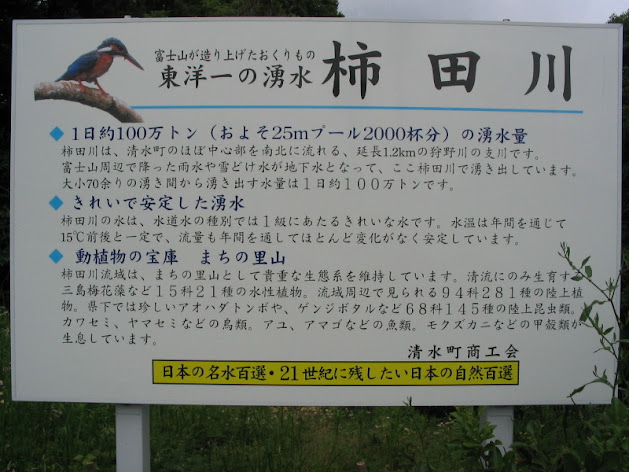 富士山が造り上げたおくりもの
東洋一の湧水 柿田川
◆ 1日約100万トン（およそ25mプール2000杯分）の湧水量
柿田川は、清水町のほぼ中心部を南北に流れる、延長1.2kmの狩野川の支川です。
富士山周辺で降った雨水や雪どけ水が地下水となって、ここ柿田川で湧き出しています。
大小70余りの湧き間から湧き出す水量は1日約100万トンです。
◆ きれいで安定した湧水
柿田川の水は、水道水の種別では1級にあたるきれいな水です。水温は年間を通じて
15℃前後と一定で、流量も年間を通してほとんど変化がなく安定しています。
◆ 動植物の宝庫 まちの里山
柿田川流域は、まちの里山として貴重な生態系を維持しています。清流にのみ生育する
三島梅花藻など15科21種の水性植物。流域周辺で見られる94科281種の陸上植
物。県下では珍しいアオハダトンボや、ゲンジボタルなど68科145種の陸上昆虫類。
カワセミ、ヤマセミなどの鳥類。アユ、アマゴなどの魚類。モクズカニなどの甲殻類が
生息しています。
清水町商工会
日本の名水百選・21世紀に残したい日本の自然百選